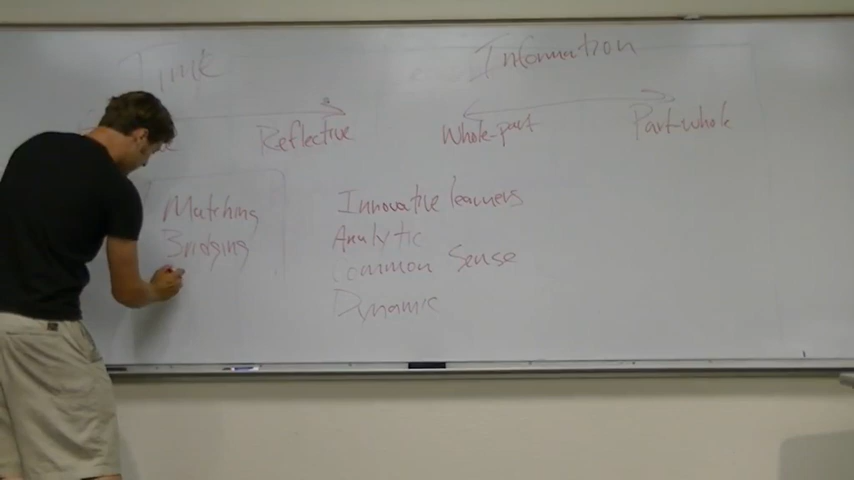 Time
Information
Reflective
Whole-part
Part-whole
Matching
Bridging
Innovative learners
Analytic
Common Sense
Dynamic